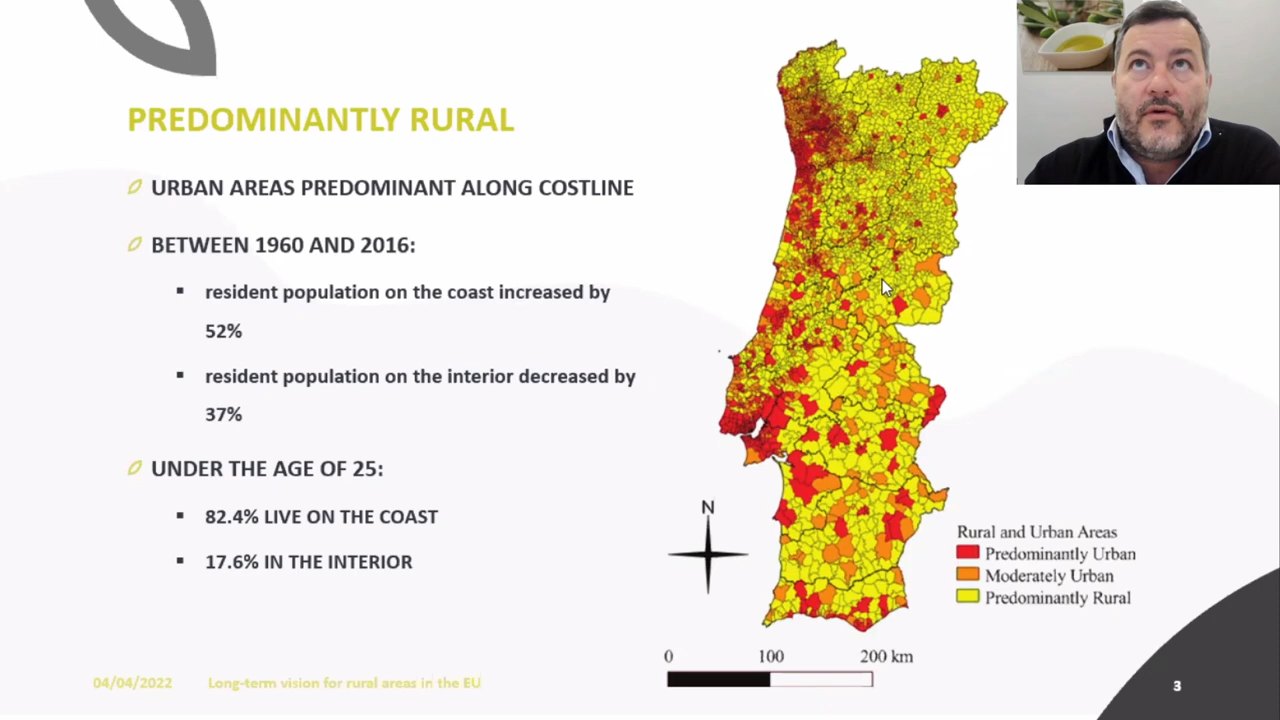 PREDOMINANTLY RURAL
URBAN AREAS PREDOMINANT ALONG COSTLINE
BETWEEN 1960 AND 2016:
resident population on the coast increased by
52%
resident population on the interior decreased by
37%
UNDER THE AGE OF 25:
82.4% LIVE ON THE COAST
17.6% IN THE INTERIOR
N
Rural and Urban Areas
Predominantly Urban
Moderately Urban
Predominantly Rural
0 100 200 km
04/04/2022 Long-term vision for rural areas in the EU
3